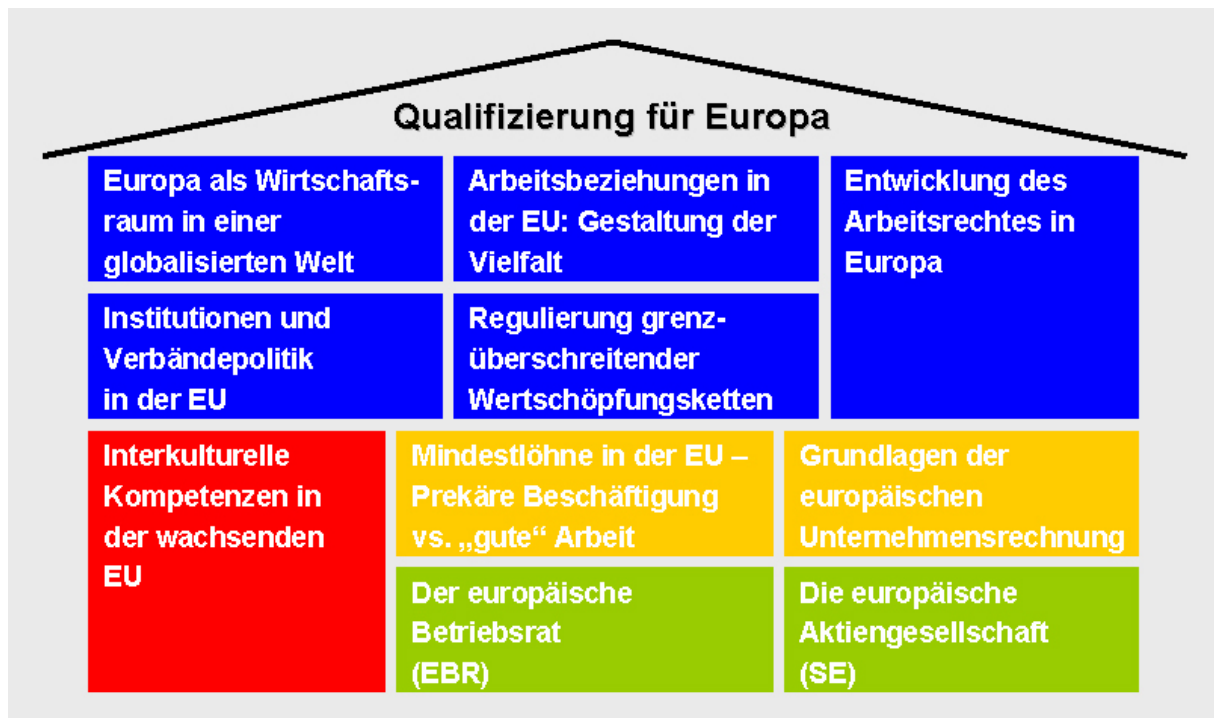 Qualifizierung für Europa
Europa als Wirtschafts-
raum in einer
globalisierten Welt
Arbeitsbeziehungen in
der EU: Gestaltung der
Vielfalt
Entwicklung des
Arbeitsrechtes in
Europa
Institutionen und
Verbändepolitik
in der EU
Regulierung grenz-
überschreitender
Wertschöpfungsketten
Interkulturelle
Kompetenzen in
der wachsenden
EU
Mindestlöhne in der EU –
Prekäre Beschäftigung
vs. „gute“ Arbeit
Grundlagen der
europäischen
Unternehmensrechnung
Der europäische
Betriebsrat
(EBR)
Die europäische
Aktiengesellschaft
(SE)